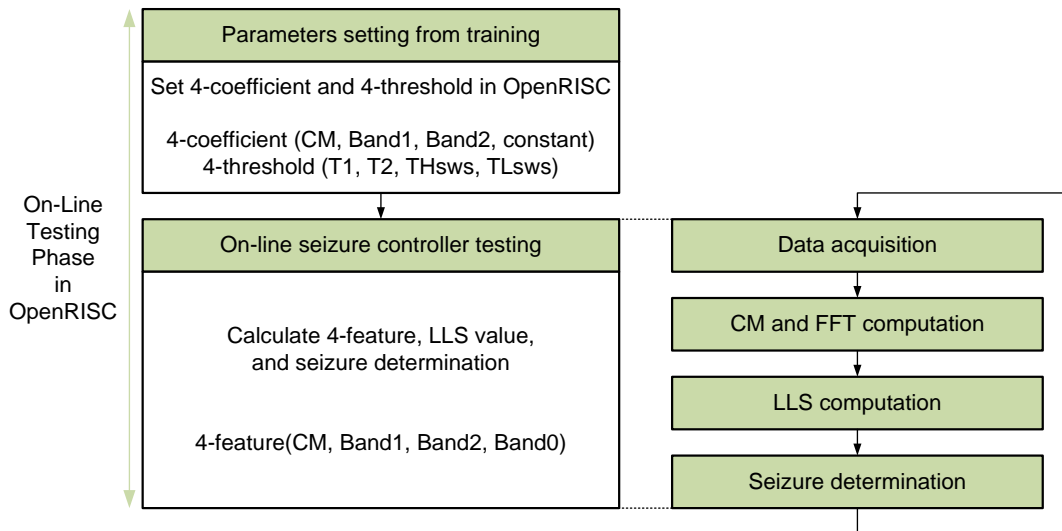 On-Line
Testing
Phase
in
OpenRISC
Parameters setting from training
Set 4-coefficient and 4-threshold in OpenRISC
4-coefficient (CM, Band1, Band2, constant)
4-threshold (T1, T2, THsws, TLsws)
On-line seizure controller testing
Calculate 4-feature, LLS value,
and seizure determination
4-feature(CM, Band1, Band2, Band0)
Data acquisition
CM and FFT computation
LLS computation
Seizure determination